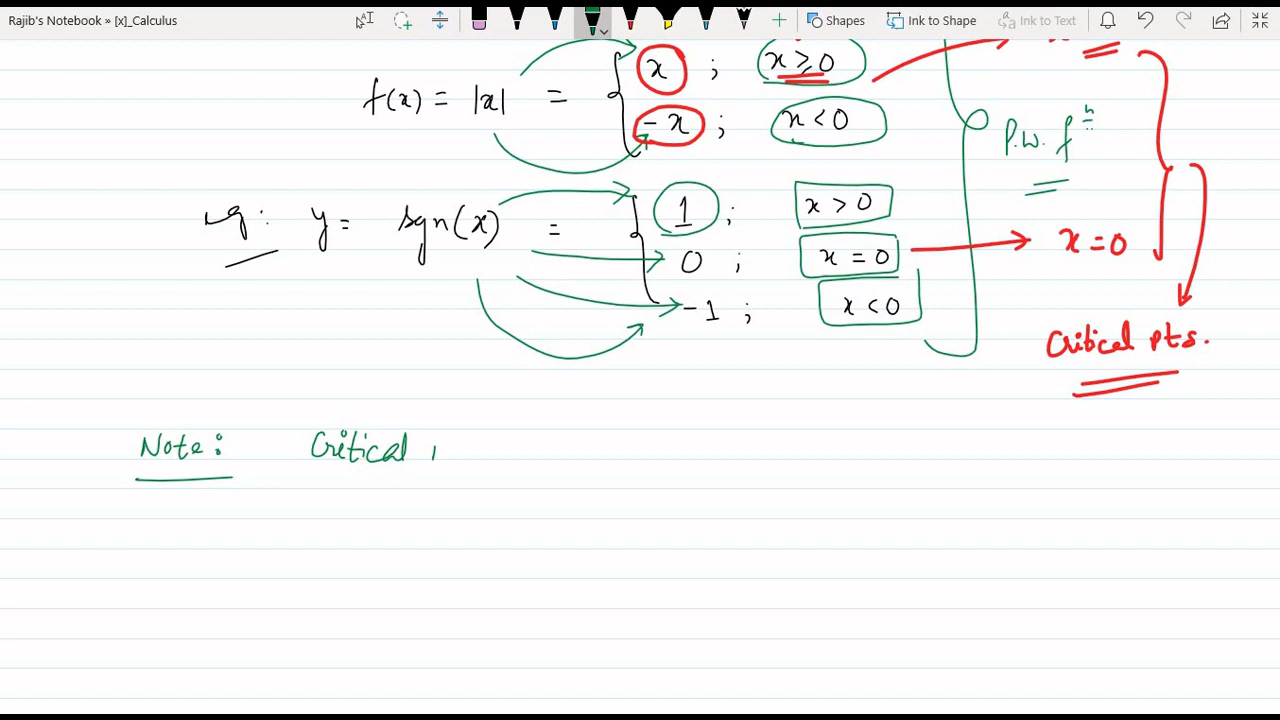 Rajib's Notebook » [x]_Calculus
Shapes
Ink to Shape
Ink to Text
f(x) = |x| = { x ; x ≥ 0
-x ; x < 0
P.W. fⁿ
eg: y = sgn(x) = { 1 ; x > 0
0 ; x = 0
x = 0
-1 ; x < 0
Critical pts.
Note: Critical